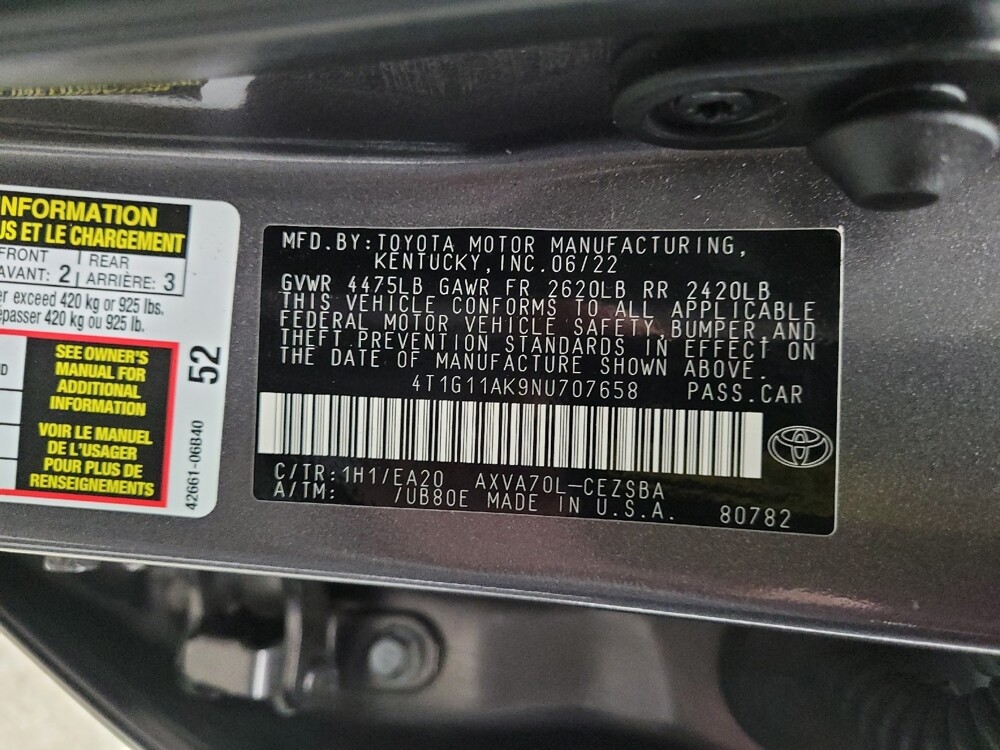 NFORMATION
US ET LE CHARGEMENT
FRONT | REAR
AVANT: 2 | ARRIÈRE: 3
er exceed 420 kg or 925 lbs.
épasser 420 kg ou 925 lb.
SEE OWNER'S
MANUAL FOR
ADDITIONAL
INFORMATION
VOIR LE MANUEL
DE L'USAGER
POUR PLUS DE
RENSEIGNEMENTS
52
42661-06B40
MFD.BY:TOYOTA MOTOR MANUFACTURING,
KENTUCKY,INC.06/22
GVWR 4475LB GAWR FR 2620LB RR 2420LB
THIS VEHICLE CONFORMS TO ALL APPLICABLE
FEDERAL MOTOR VEHICLE SAFETY,BUMPER,AND
THEFT PREVENTION STANDARDS IN EFFECT ON
THE DATE OF MANUFACTURE SHOWN ABOVE.
4T1G11AK9NU707658 PASS.CAR
C/TR:1H1/EA20 AXVA70L-CEZSBA
A/TM: /UB80E MADE IN U.S.A. 80782